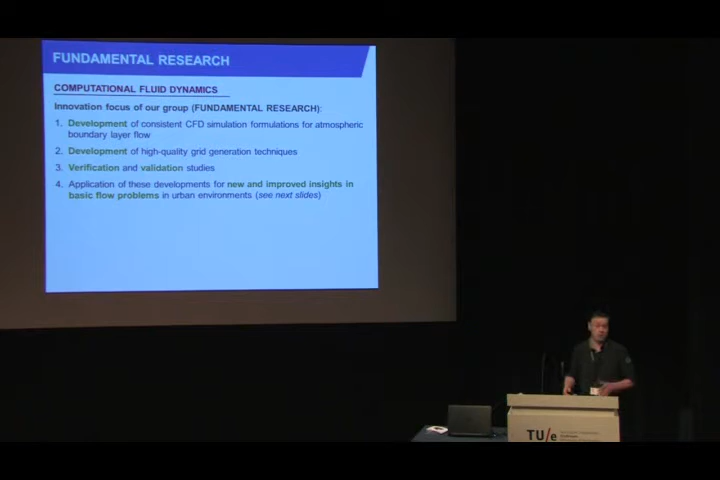 FUNDAMENTAL RESEARCH
COMPUTATIONAL FLUID DYNAMICS
Innovation focus of our group (FUNDAMENTAL RESEARCH):
1. Development of consistent CFD simulation formulations for atmospheric
boundary layer flow
2. Development of high-quality grid generation techniques
3. Verification and validation studies
4. Application of these developments for new and improved insights in
basic flow problems in urban environments (see next slides)
TU/e